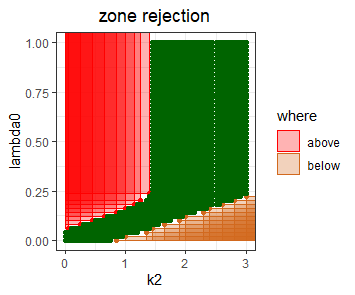 zone rejection
1.00
0.75
0.50
0.25
0.00
lambda0
0
1
2
3
k2
where
above
below